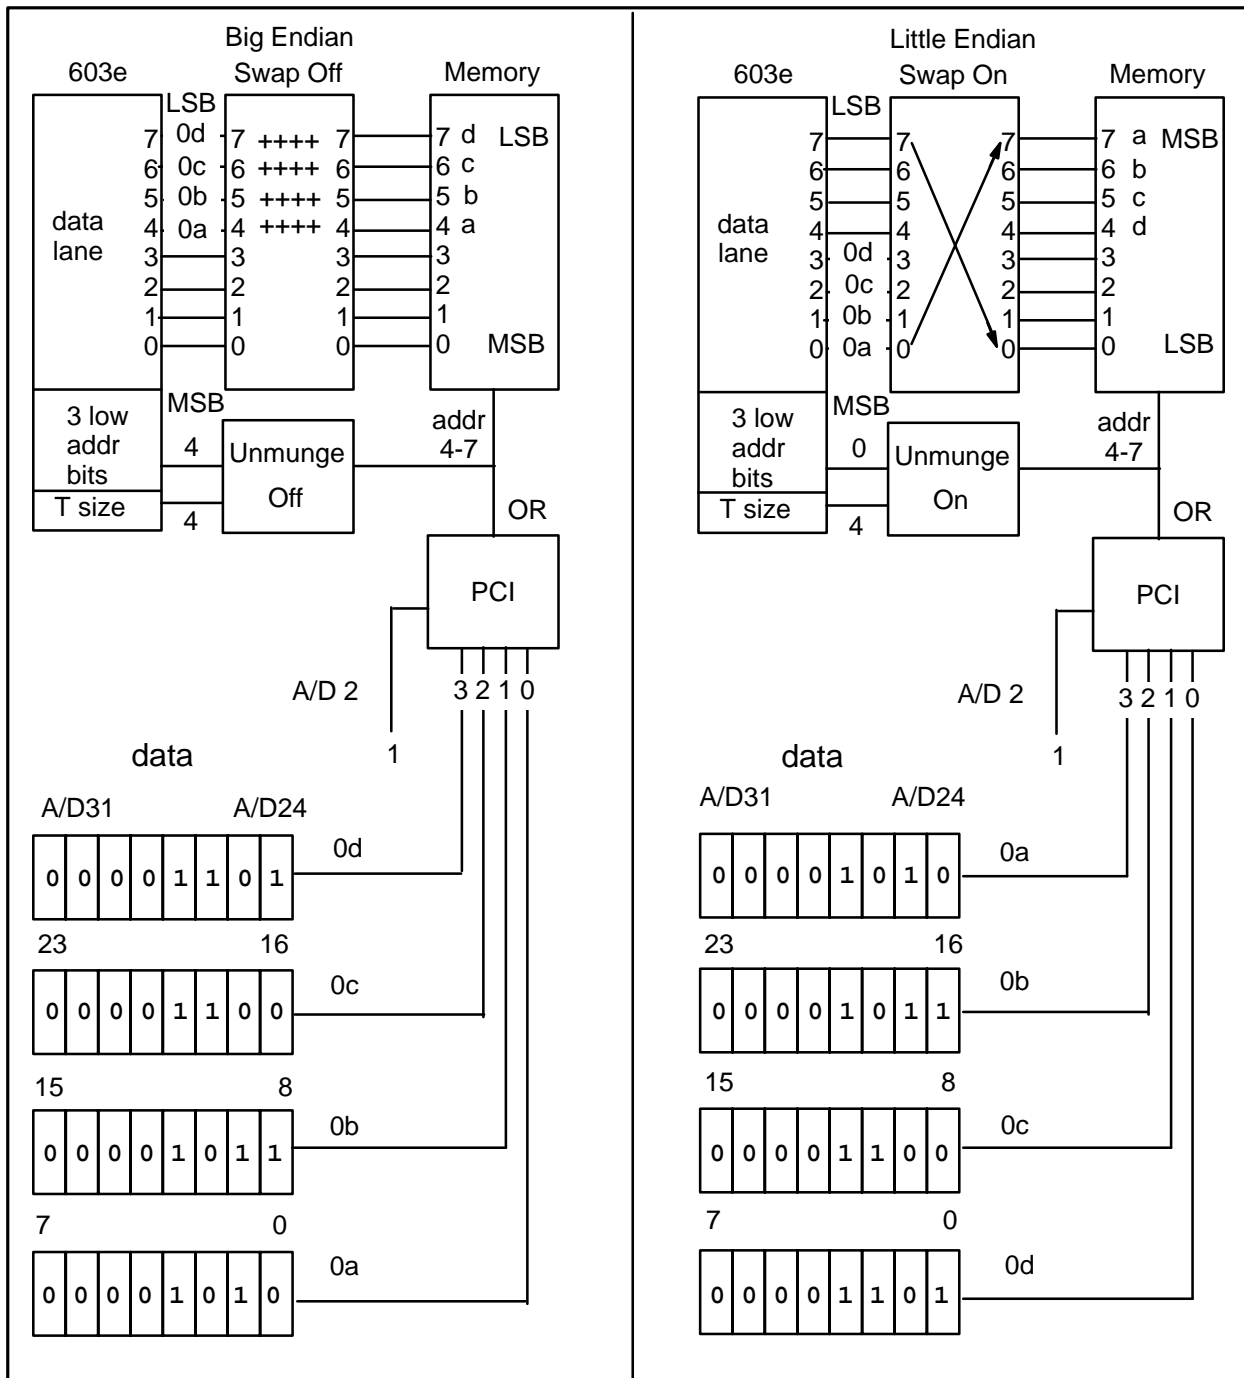 Big Endian
603e Swap Off Memory
LSB
7 0d 7 ++++ 7 7 d LSB
6 0c 6 ++++ 6 6 c
5 0b 5 ++++ 5 5 b
data 4 0a 4 ++++ 4 4 a
lane 3 3 3 3
2 2 2 2
1 1 1 1
0 0 0 0 MSB
MSB
3 low addr
addr 4 Unmunge 4-7
bits
T size 4 Off OR
PCI
A/D 2 3 2 1 0
1
data
A/D31 A/D24
0d
0 0 0 0 1 1 0 1
23 16
0c
0 0 0 0 1 1 0 0
15 8
0b
0 0 0 0 1 0 1 1
7 0
0a
0 0 0 0 1 0 1 0
Little Endian
603e Swap On Memory
LSB
7 7 7 7 a MSB
6 6 6 6 b
5 5 5 5 c
data 4 4 4 4 d
lane 3 0d 3 3 3
2 0c 2 2 2
1 0b 1 1 1
0 0a 0 0 0 LSB
MSB
3 low addr
addr 0 Unmunge 4-7
bits
T size 4 On OR
PCI
A/D 2 3 2 1 0
1
data
A/D31 A/D24
0a
0 0 0 0 1 0 1 0
23 16
0b
0 0 0 0 1 0 1 1
15 8
0c
0 0 0 0 1 1 0 0
7 0
0d
0 0 0 0 1 1 0 1